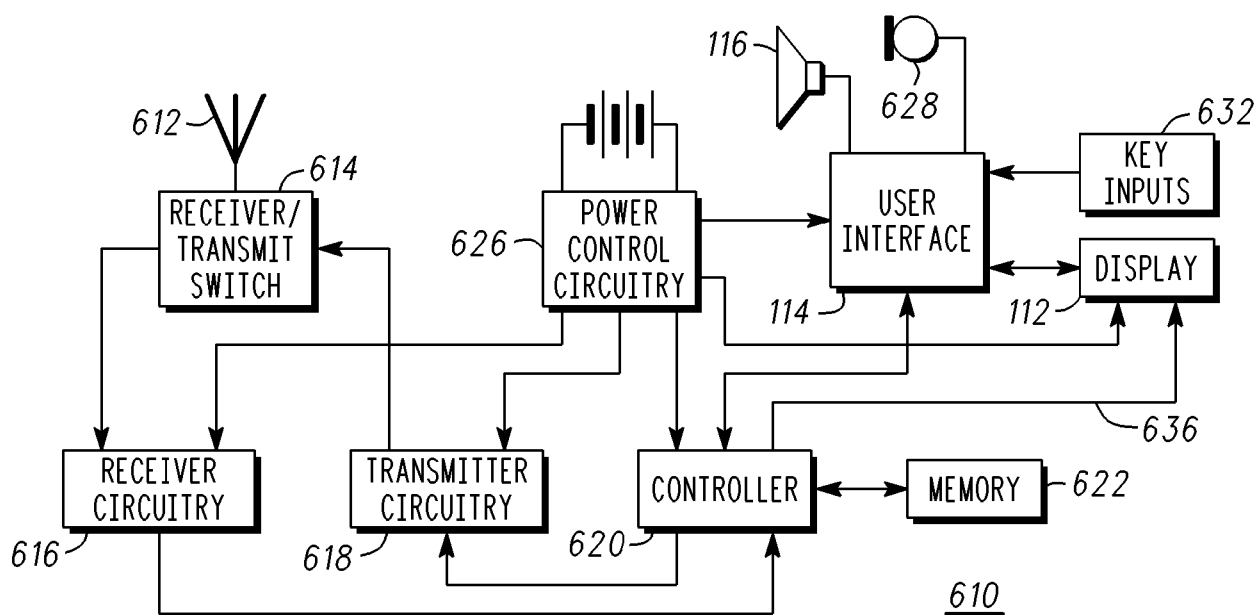 116
628
632
612
614
KEY
INPUTS
RECEIVER/
TRANSMIT
SWITCH
626
POWER
CONTROL
CIRCUITRY
USER
INTERFACE
DISPLAY
114
112
636
RECEIVER
CIRCUITRY
TRANSMITTER
CIRCUITRY
CONTROLLER
MEMORY
622
616
618
620
610